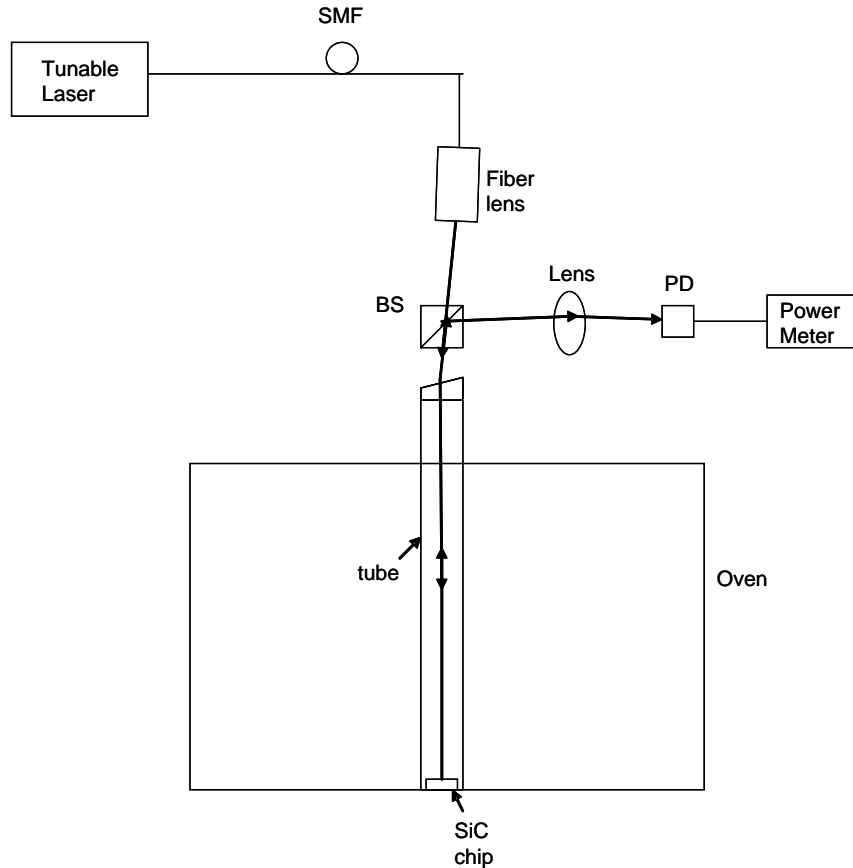 SMF
Tunable
Laser
Fiber
lens
Lens
PD
BS
Power
Meter
tube
Oven
SiC
chip